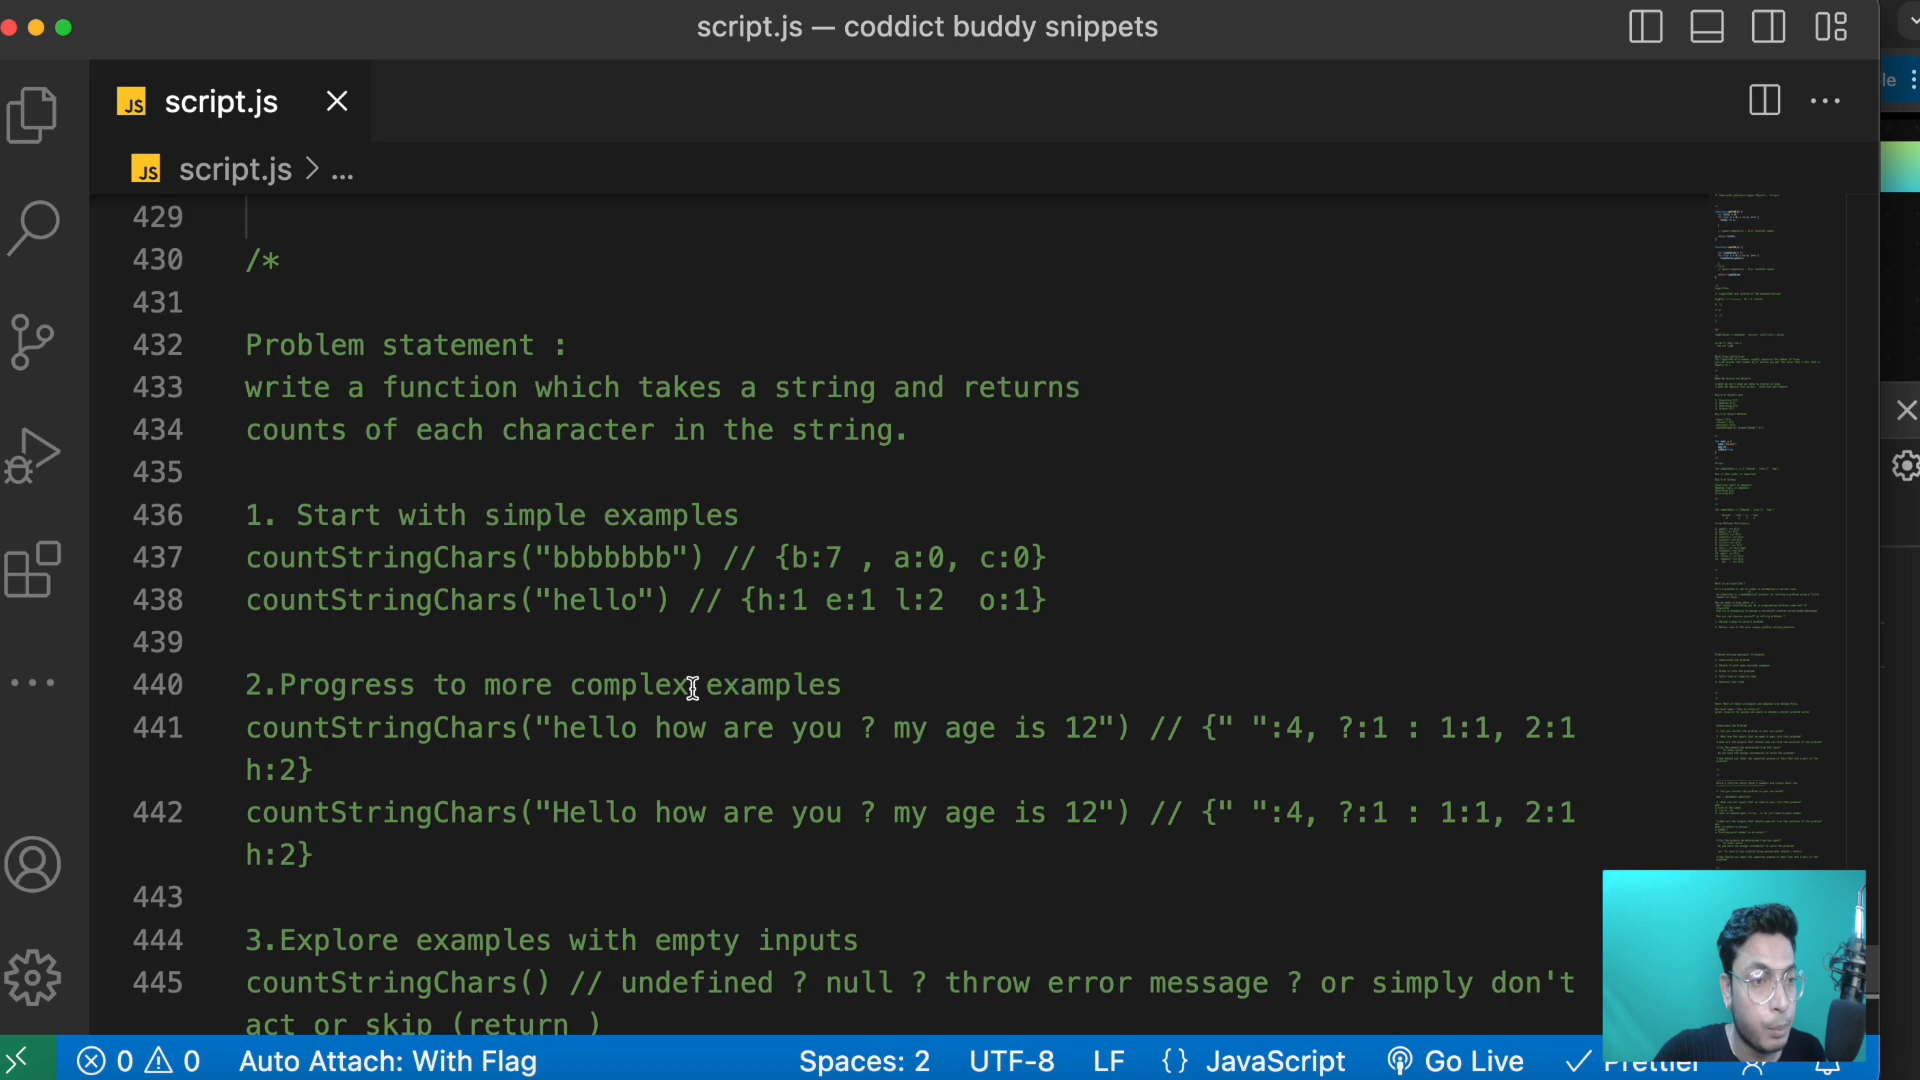 script.js — coddict buddy snippets
JS script.js
JS script.js > ...
429
430 /*
431
432 Problem statement :
433 write a function which takes a string and returns
434 counts of each character in the string.
435
436 1. Start with simple examples
437 countStringChars("bbbbbbb") // {b:7 , a:0, c:0}
438 countStringChars("hello") // {h:1 e:1 l:2  o:1}
439
440 2.Progress to more complex examples
441 countStringChars("hello how are you ? my age is 12") // {" ":4, ?:1 : 1:1, 2:1
h:2}
442 countStringChars("Hello how are you ? my age is 12") // {" ":4, ?:1 : 1:1, 2:1
h:2}
443
444 3.Explore examples with empty inputs
445 countStringChars() // undefined ? null ? throw error message ? or simply don't
act or skip (return )
0 0 Auto Attach: With Flag Spaces: 2 UTF-8 LF {} JavaScript Go Live Prettier